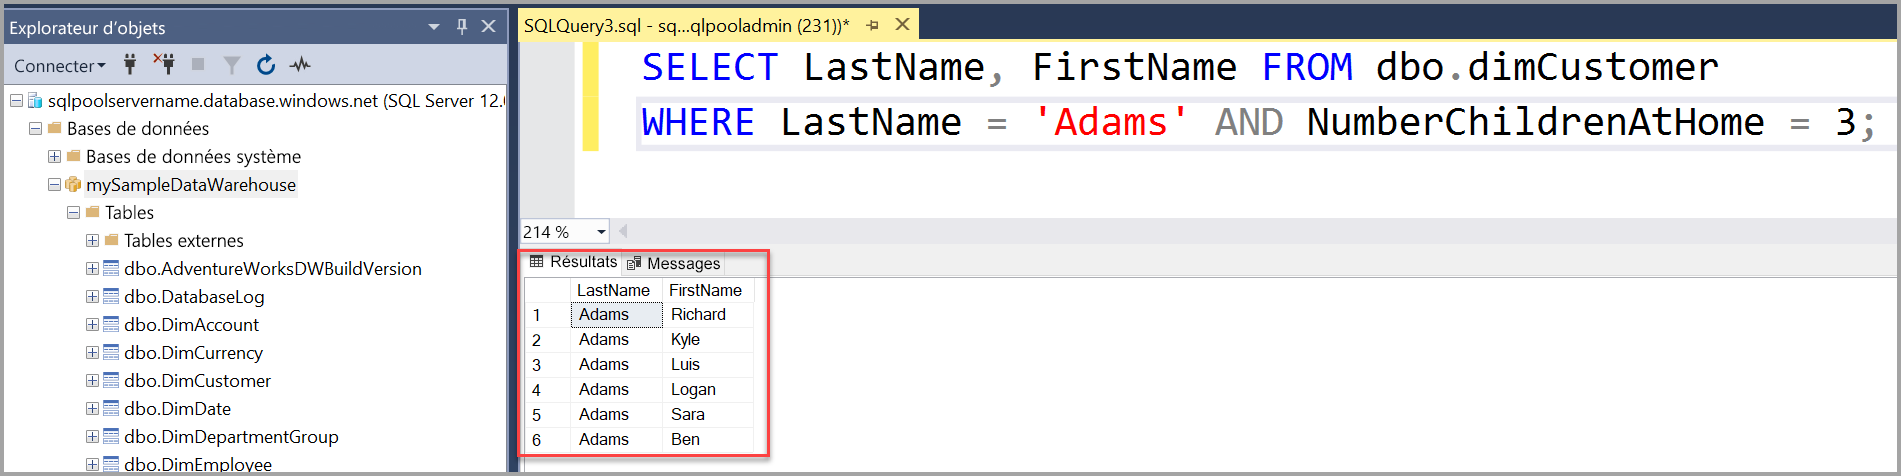 Explorateur d'objets
Connecter
sqlpoolservername.database.windows.net (SQL Server 12.
Bases de données
Bases de données système
mySampleDataWarehouse
Tables
Tables externes
dbo.AdventureWorksDWBuildVersion
dbo.DatabaseLog
dbo.DimAccount
dbo.DimCurrency
dbo.DimCustomer
dbo.DimDate
dbo.DimDepartmentGroup
dbo.DimEmployee
SQLQuery3.sql - sq...qlpooladmin (231))*
SELECT LastName, FirstName FROM dbo.dimCustomer
WHERE LastName = 'Adams' AND NumberChildrenAtHome = 3;
214 %
Résultats Messages
LastName FirstName
1 Adams Richard
2 Adams Kyle
3 Adams Luis
4 Adams Logan
5 Adams Sara
6 Adams Ben